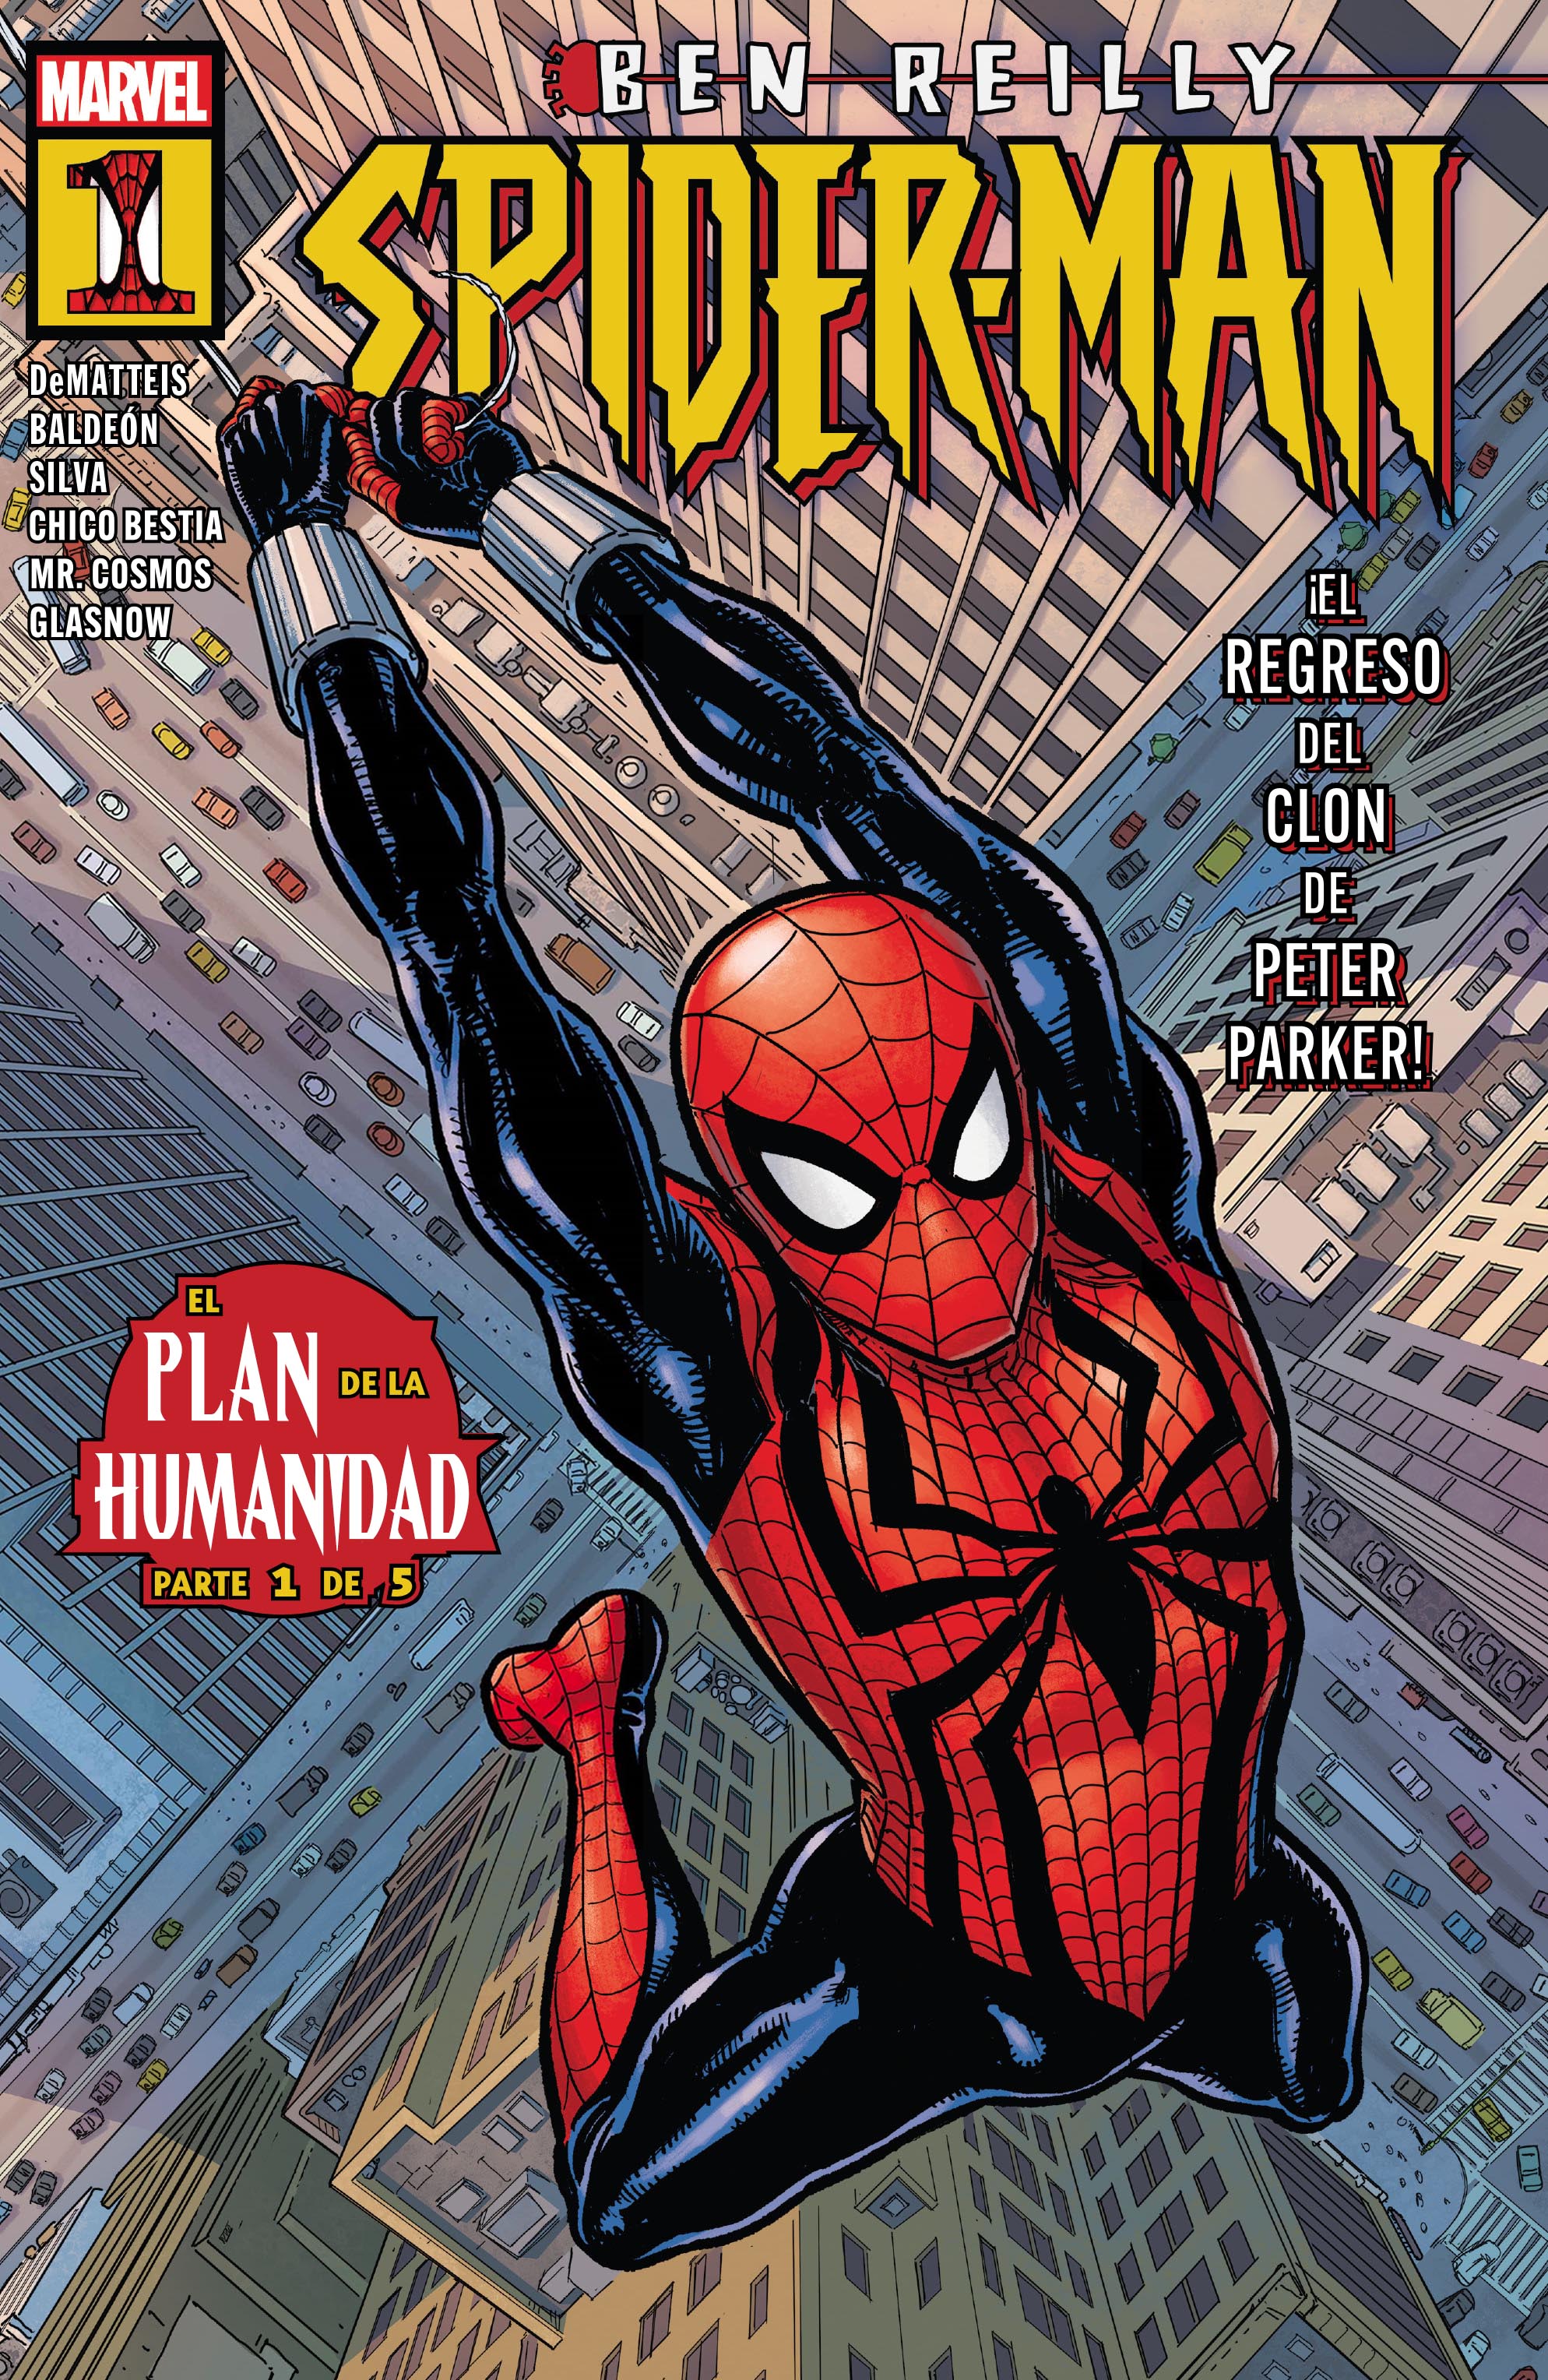 MARVEL
1
BEN REILLY
SPIDER-MAN
DeMATTEIS
BALDEÓN
SILVA
CHICO BESTIA
MR. COSMOS
GLASNOW
¡EL
REGRESO
DEL
CLON
DE
PETER
PARKER!
EL
PLAN DE LA
HUMANIDAD
PARTE 1 DE 5